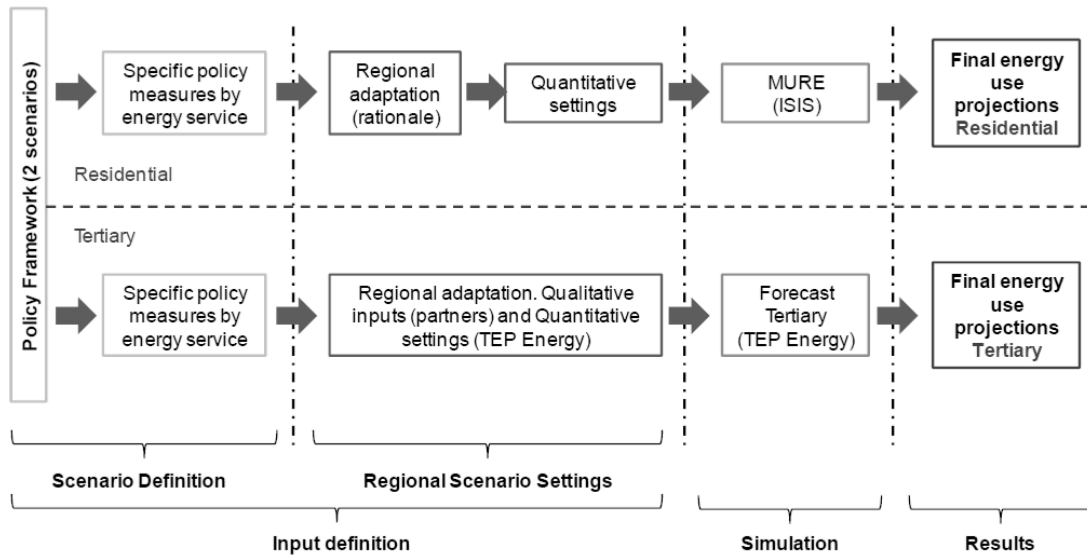 Policy Framework (2 scenarios)
Specific policy
measures by
energy service
Regional
adaptation
(rationale)
Quantitative
settings
MURE
(ISIS)
Final energy
use
projections
Residential
Residential
Tertiary
Specific policy
measures by
energy service
Regional adaptation. Qualitative
inputs (partners) and Quantitative
settings (TEP Energy)
Forecast
Tertiary
(TEP Energy)
Final energy
use
projections
Tertiary
Scenario Definition
Regional Scenario Settings
Input definition
Simulation
Results